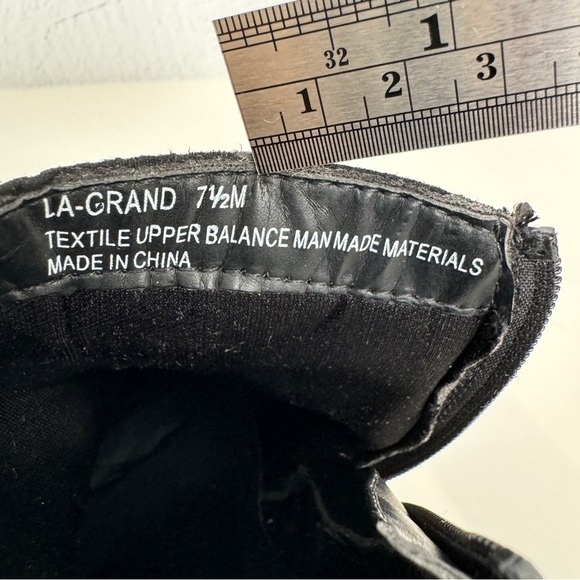 1
32
1 2 3
LA-GRAND 7½M
TEXTILE UPPER BALANCE MAN MADE MATERIALS
MADE IN CHINA